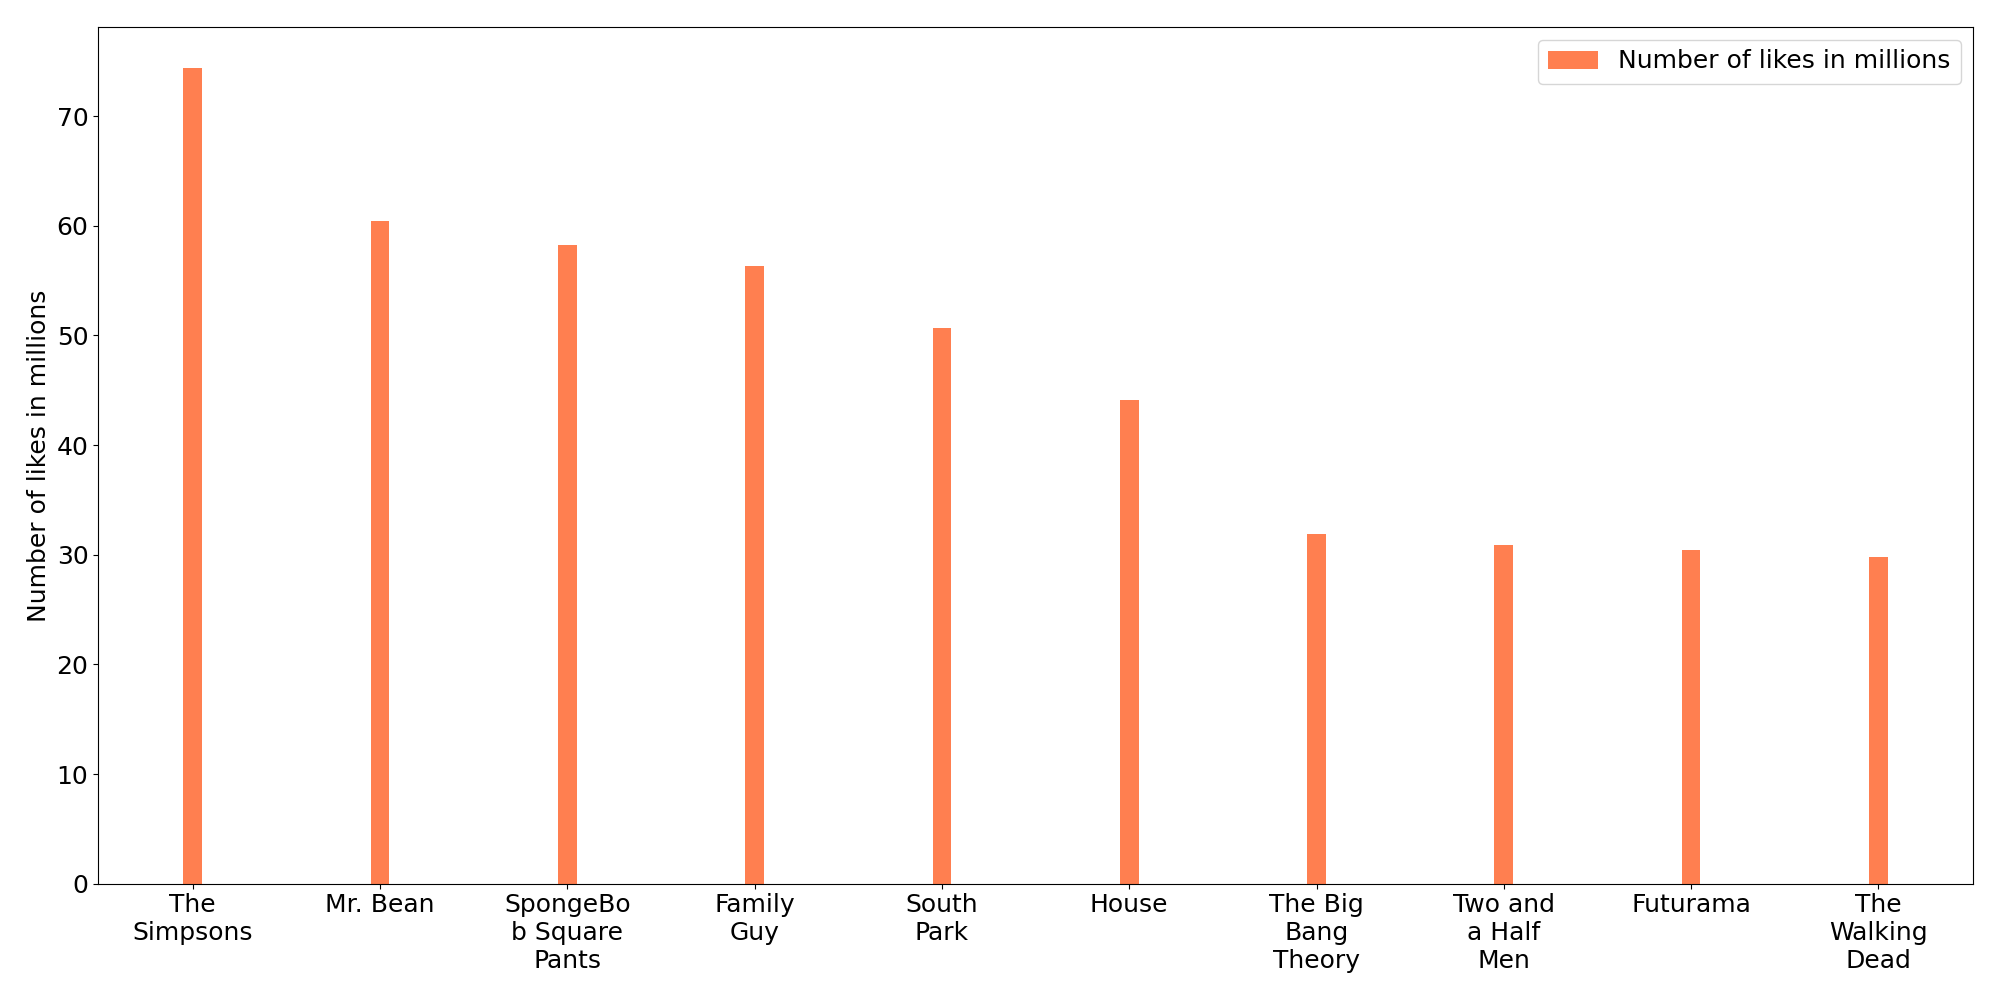 Number of likes in millions
Number of likes in millions
70
60
50
40
30
20
10
0
The
Simpsons
Mr. Bean
SpongeBo
b Square
Pants
Family
Guy
South
Park
House
The Big
Bang
Theory
Two and
a Half
Men
Futurama
The
Walking
Dead